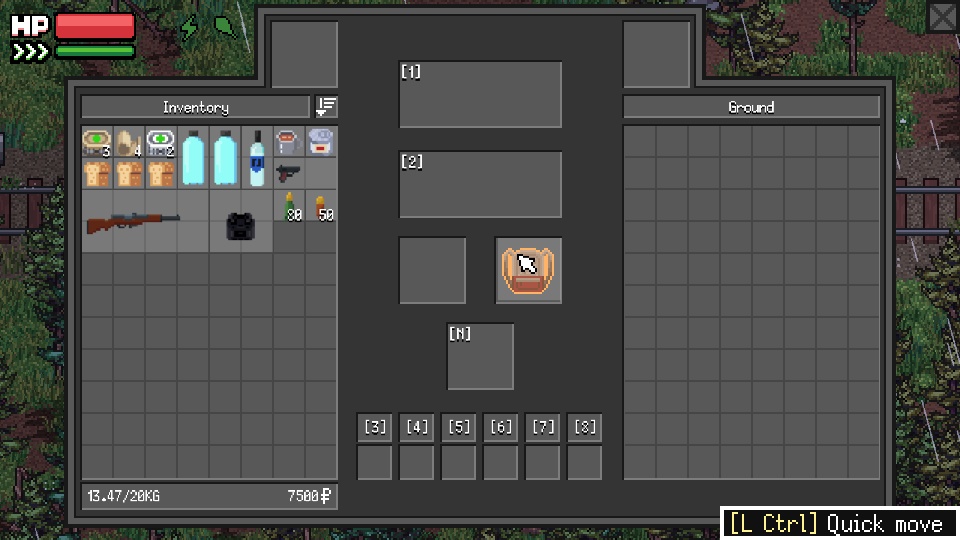 HP
[1]
Inventory
Ground
3
4
2
[2]
80
50
[N]
[3] [4] [5] [6] [7] [8]
13.47/20KG
7500₽
[L Ctrl] Quick move